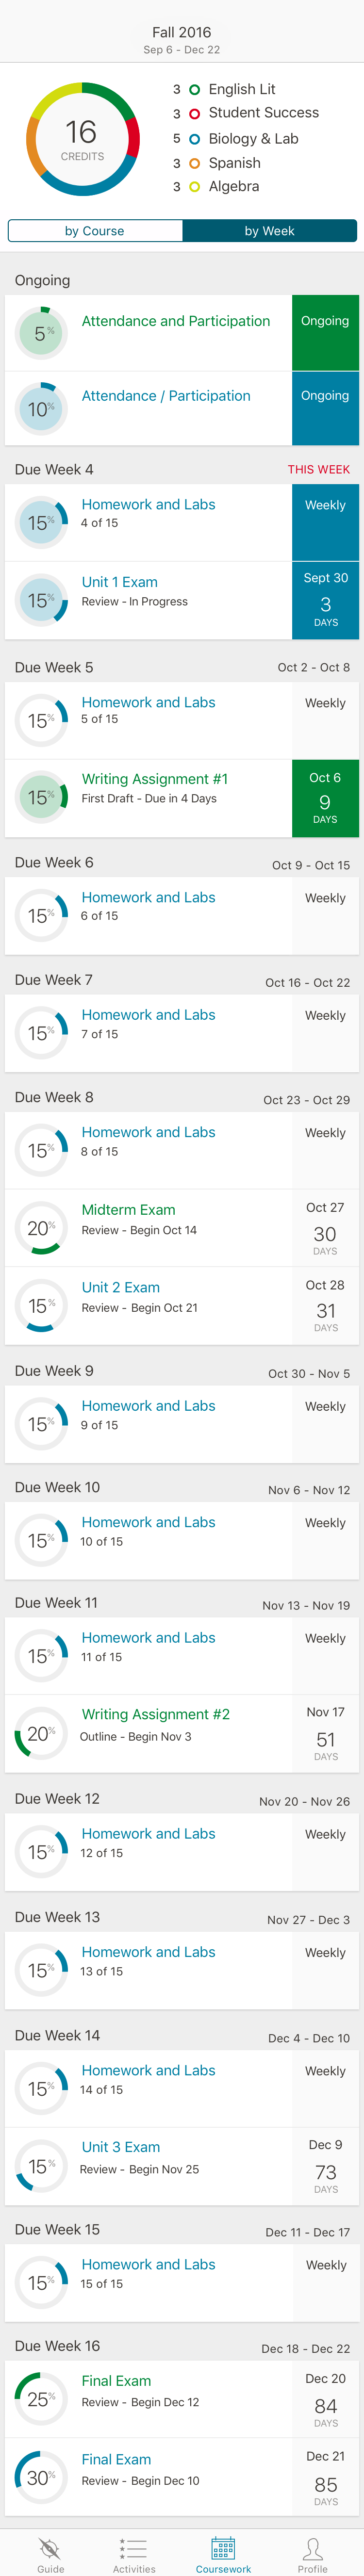 Fall 2016
Sep 6 - Dec 22
16
CREDITS
3 English Lit
3 Student Success
5 Biology & Lab
3 Spanish
3 Algebra
by Course
by Week
Ongoing
5% Attendance and Participation Ongoing
10% Attendance / Participation Ongoing
Due Week 4 THIS WEEK
Homework and Labs Weekly
15% 4 of 15
Unit 1 Exam Sept 30
15% Review - In Progress 3
DAYS
Due Week 5 Oct 2 - Oct 8
Homework and Labs Weekly
15% 5 of 15
Writing Assignment #1 Oct 6
15% First Draft - Due in 4 Days 9
DAYS
Due Week 6 Oct 9 - Oct 15
Homework and Labs Weekly
15% 6 of 15
Due Week 7 Oct 16 - Oct 22
Homework and Labs Weekly
15% 7 of 15
Due Week 8 Oct 23 - Oct 29
Homework and Labs Weekly
15% 8 of 15
Midterm Exam Oct 27
20% Review - Begin Oct 14 30
DAYS
Unit 2 Exam Oct 28
15% Review - Begin Oct 21 31
DAYS
Due Week 9 Oct 30 - Nov 5
Homework and Labs Weekly
15% 9 of 15
Due Week 10 Nov 6 - Nov 12
Homework and Labs Weekly
15% 10 of 15
Due Week 11 Nov 13 - Nov 19
Homework and Labs Weekly
15% 11 of 15
Writing Assignment #2 Nov 17
20% Outline - Begin Nov 3 51
DAYS
Due Week 12 Nov 20 - Nov 26
Homework and Labs Weekly
15% 12 of 15
Due Week 13 Nov 27 - Dec 3
Homework and Labs Weekly
15% 13 of 15
Due Week 14 Dec 4 - Dec 10
Homework and Labs Weekly
15% 14 of 15
Unit 3 Exam Dec 9
15% Review - Begin Nov 25 73
DAYS
Due Week 15 Dec 11 - Dec 17
Homework and Labs Weekly
15% 15 of 15
Due Week 16 Dec 18 - Dec 22
Final Exam Dec 20
25% Review - Begin Dec 12 84
DAYS
Final Exam Dec 21
30% Review - Begin Dec 10 85
DAYS
Guide Activities Coursework Profile